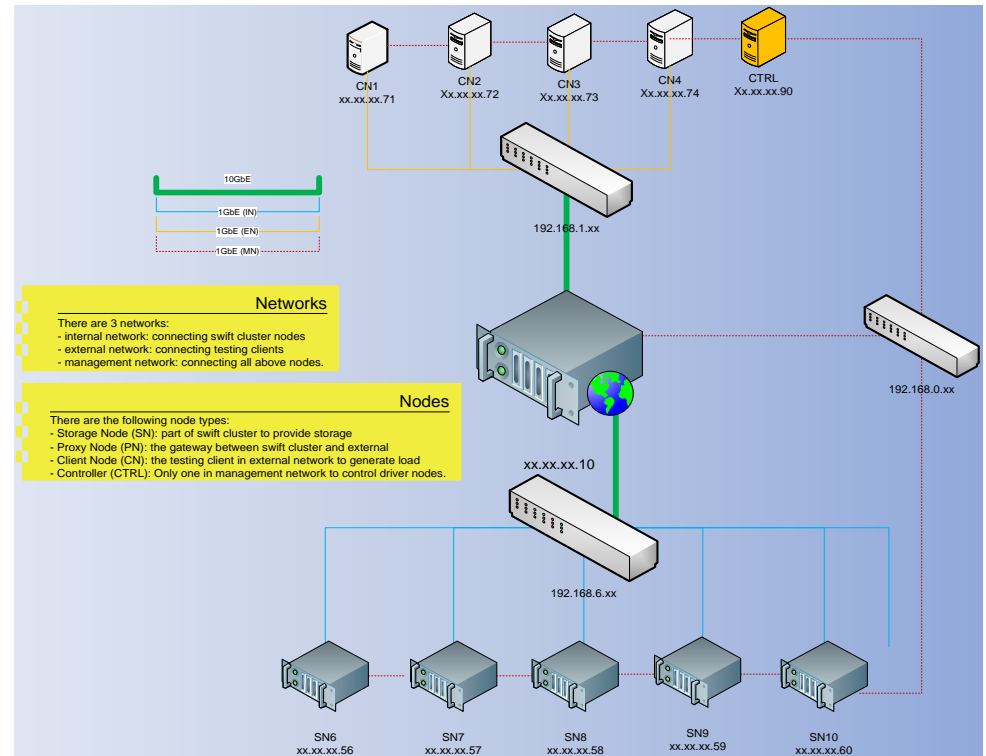 CN1
xx.xx.xx.71
CN2
Xx.xx.xx.72
CN3
Xx.xx.xx.73
CN4
Xx.xx.xx.74
CTRL
Xx.xx.xx.90
10GbE
1GbE (IN)
1GbE (EN)
1GbE (MN)
192.168.1.xx
Networks
There are 3 networks:
- internal network: connecting swift cluster nodes
- external network: connecting testing clients
- management network: connecting all above nodes.
192.168.0.xx
Nodes
There are the following node types:
- Storage Node (SN): part of swift cluster to provide storage
- Proxy Node (PN): the gateway between swift cluster and external
- Client Node (CN): the testing client in external network to generate load
- Controller (CTRL): Only one in management network to control driver nodes.
xx.xx.xx.10
192.168.6.xx
SN6
xx.xx.xx.56
SN7
xx.xx.xx.57
SN8
xx.xx.xx.58
SN9
xx.xx.xx.59
SN10
xx.xx.xx.60